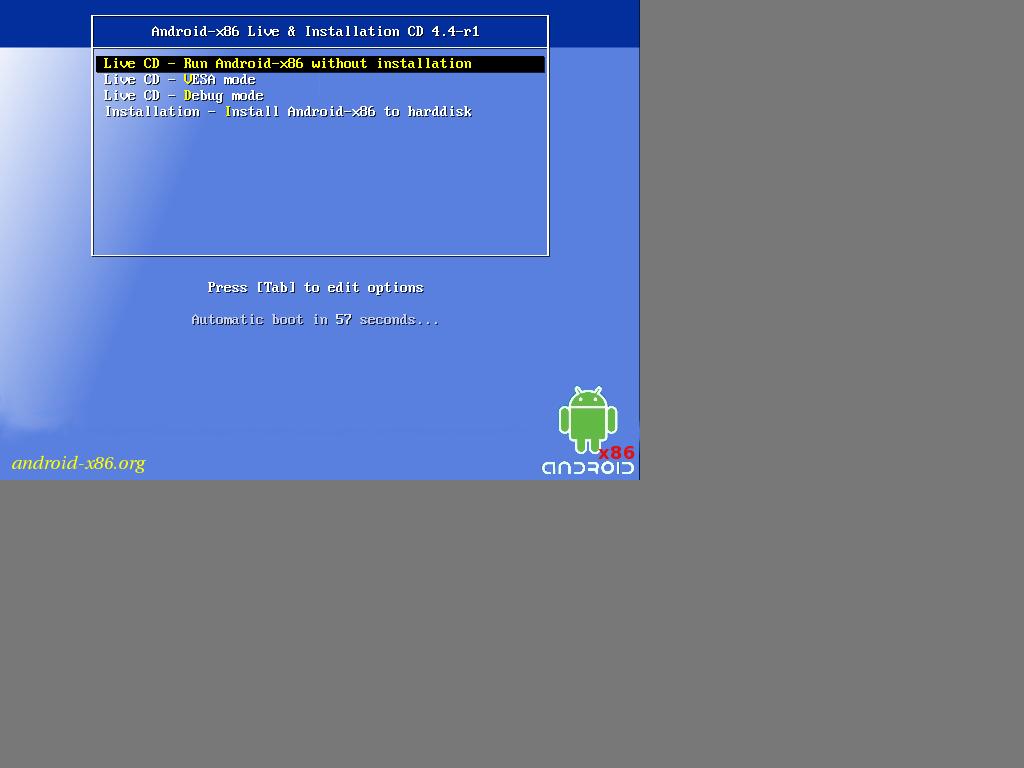 Android-x86 Live & Installation CD 4.4-r1
Live CD - Run Android-x86 without installation
Live CD - VESA mode
Live CD - Debug mode
Installation - Install Android-x86 to harddisk
Press [Tab] to edit options
Automatic boot in 57 seconds...
android-x86.org
x86
ANDROID